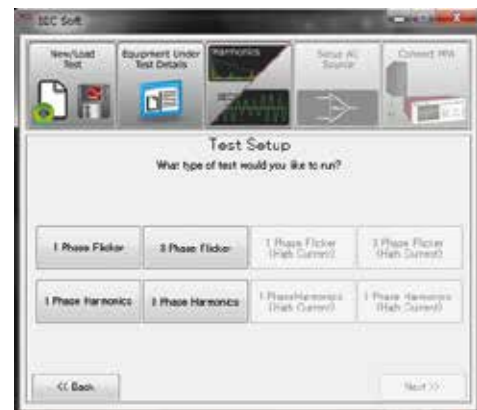 IEC Soft
New/Load
Test
Equipment Under
Test Details
Harmonics
Setup AC
Source
Connect PPA
Test Setup
What type of test would you like to run?
1 Phase Flicker
3 Phase Flicker
1 Phase Flicker
(High Current)
3 Phase Flicker
(High Current)
1 Phase Harmonics
Phase Harmonics
1 Phase Harmonics
(High Current)
Phase Harmonics
(High Current)
<< Back
Next >>